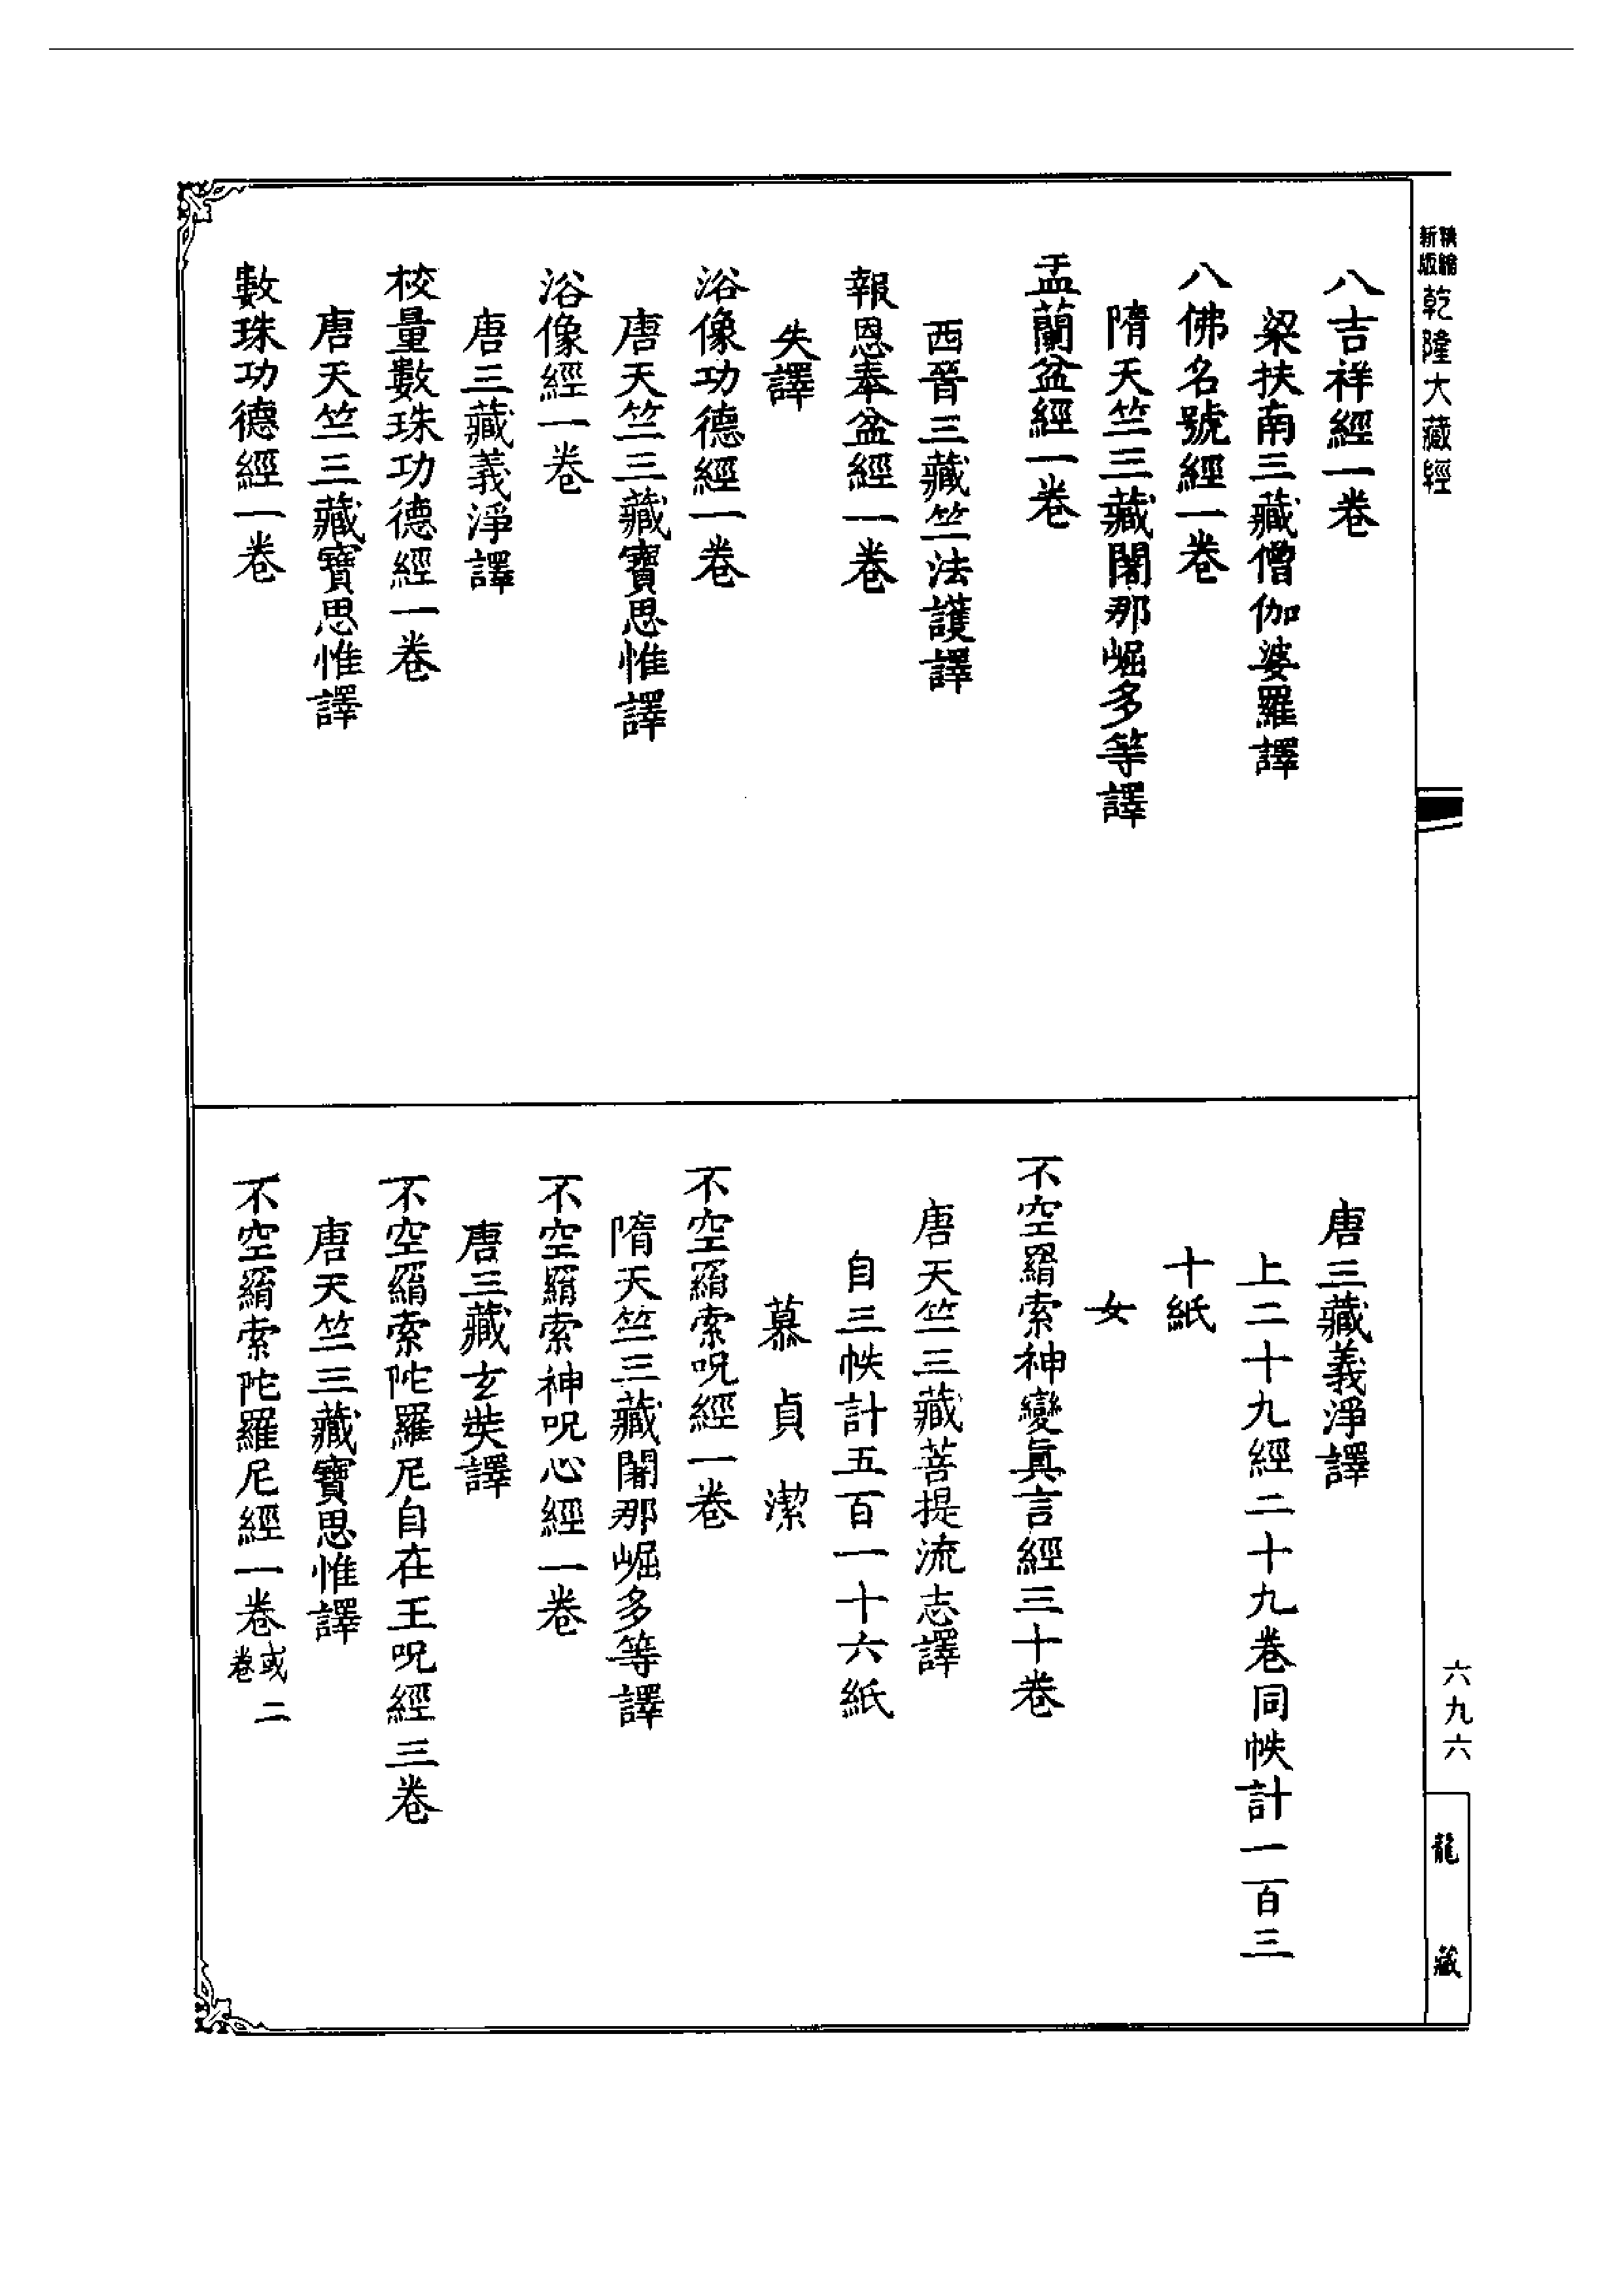 新版
精縮
乾隆大藏經
八吉祥經一卷
梁扶南三藏僧伽婆羅譯
八佛名號經一卷
隋天竺三藏闍那崛多等譯
盂蘭盆經一卷
西晉三藏竺法護譯
報恩奉盆經一卷
失譯
浴像功德經一卷
唐天竺三藏寶思惟譯
浴像經一卷
唐三藏義淨譯
校量數珠功德經一卷
唐天竺三藏寶思惟譯
數珠功德經一卷
唐三藏義淨譯
上二十九經二十九卷同帙計一百三
十紙
女
不空羂索神變眞言經三十卷
唐天竺三藏菩提流志譯
自三帙計五百一十六紙
慕貞潔
不空羂索呪經一卷
隋天竺三藏闍那崛多等譯
不空羂索神呪心經一卷
唐三藏玄奘譯
不空羂索陀羅尼自在王呪經三卷
唐天竺三藏寶思惟譯
不空羂索陀羅尼經一卷或二卷
六九六
龍藏